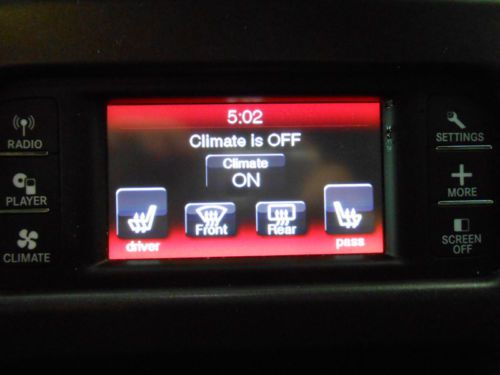 5:02
Climate is OFF
Climate
ON
driver
Front
Rear
pass
RADIO
PLAYER
CLIMATE
SETTINGS
MORE
SCREEN
OFF